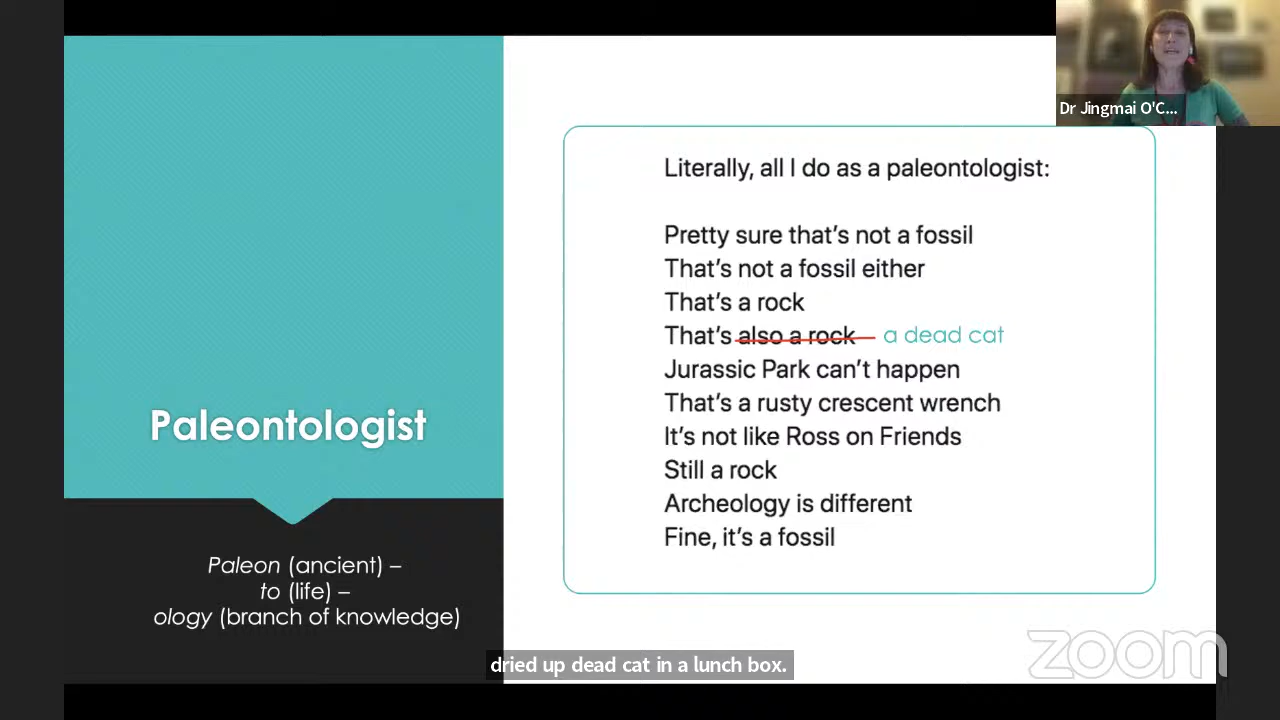 Dr Jingmai O'C...
Literally, all I do as a paleontologist:
Pretty sure that's not a fossil
That's not a fossil either
That's a rock
That's also a rock a dead cat
Jurassic Park can't happen
That's a rusty crescent wrench
It's not like Ross on Friends
Still a rock
Archeology is different
Fine, it's a fossil
Paleontologist
Paleon (ancient) –
to (life) –
ology (branch of knowledge)
dried up dead cat in a lunch box.
zoom